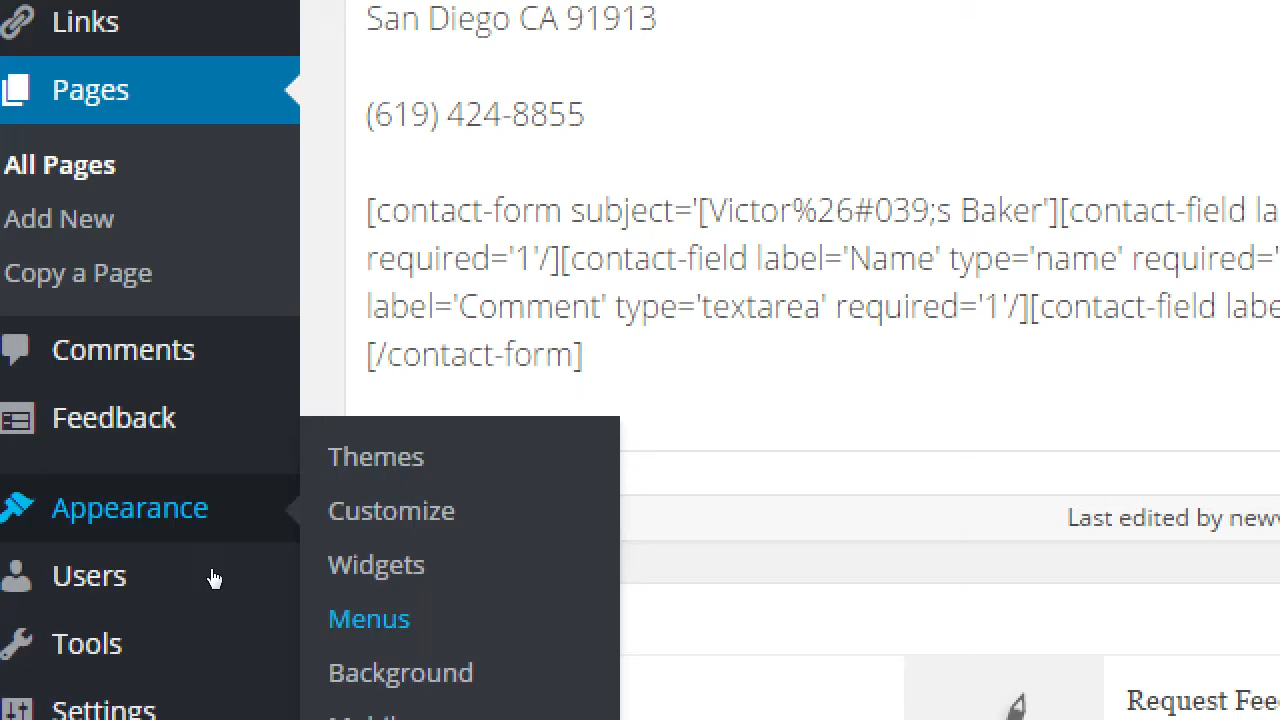 Links
Pages
All Pages
Add New
Copy a Page
Comments
Feedback
Appearance
Users
Tools
Settings
Themes
Customize
Widgets
Menus
Background
San Diego CA 91913
(619) 424-8855
[contact-form subject='[Victor%26#039;s Baker'][contact-field la
required='1'/][contact-field label='Name' type='name' required='
label='Comment' type='textarea' required='1'/][contact-field labe
[/contact-form]
Last edited by newv
Request Fee